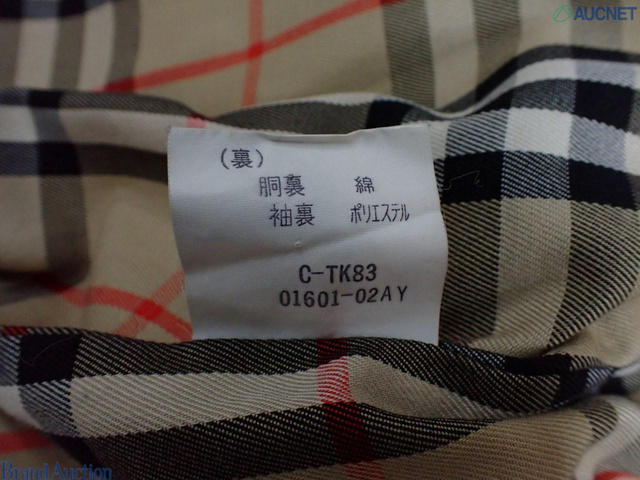 AUCNET
(裏)
胴裏 綿
袖裏 ポリエステル
C-TK83
01601-02AY
Brand Auction